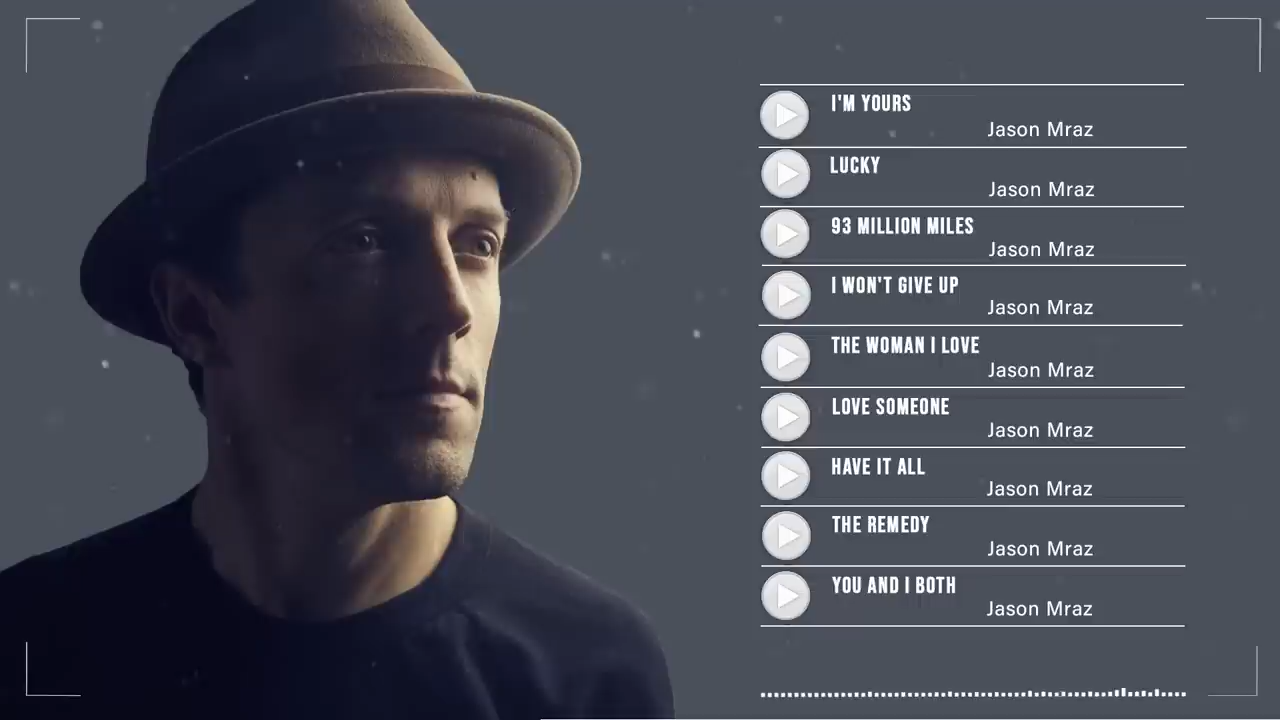 I'M YOURS
Jason Mraz
LUCKY
Jason Mraz
93 MILLION MILES
Jason Mraz
I WON'T GIVE UP
Jason Mraz
THE WOMAN I LOVE
Jason Mraz
LOVE SOMEONE
Jason Mraz
HAVE IT ALL
Jason Mraz
THE REMEDY
Jason Mraz
YOU AND I BOTH
Jason Mraz